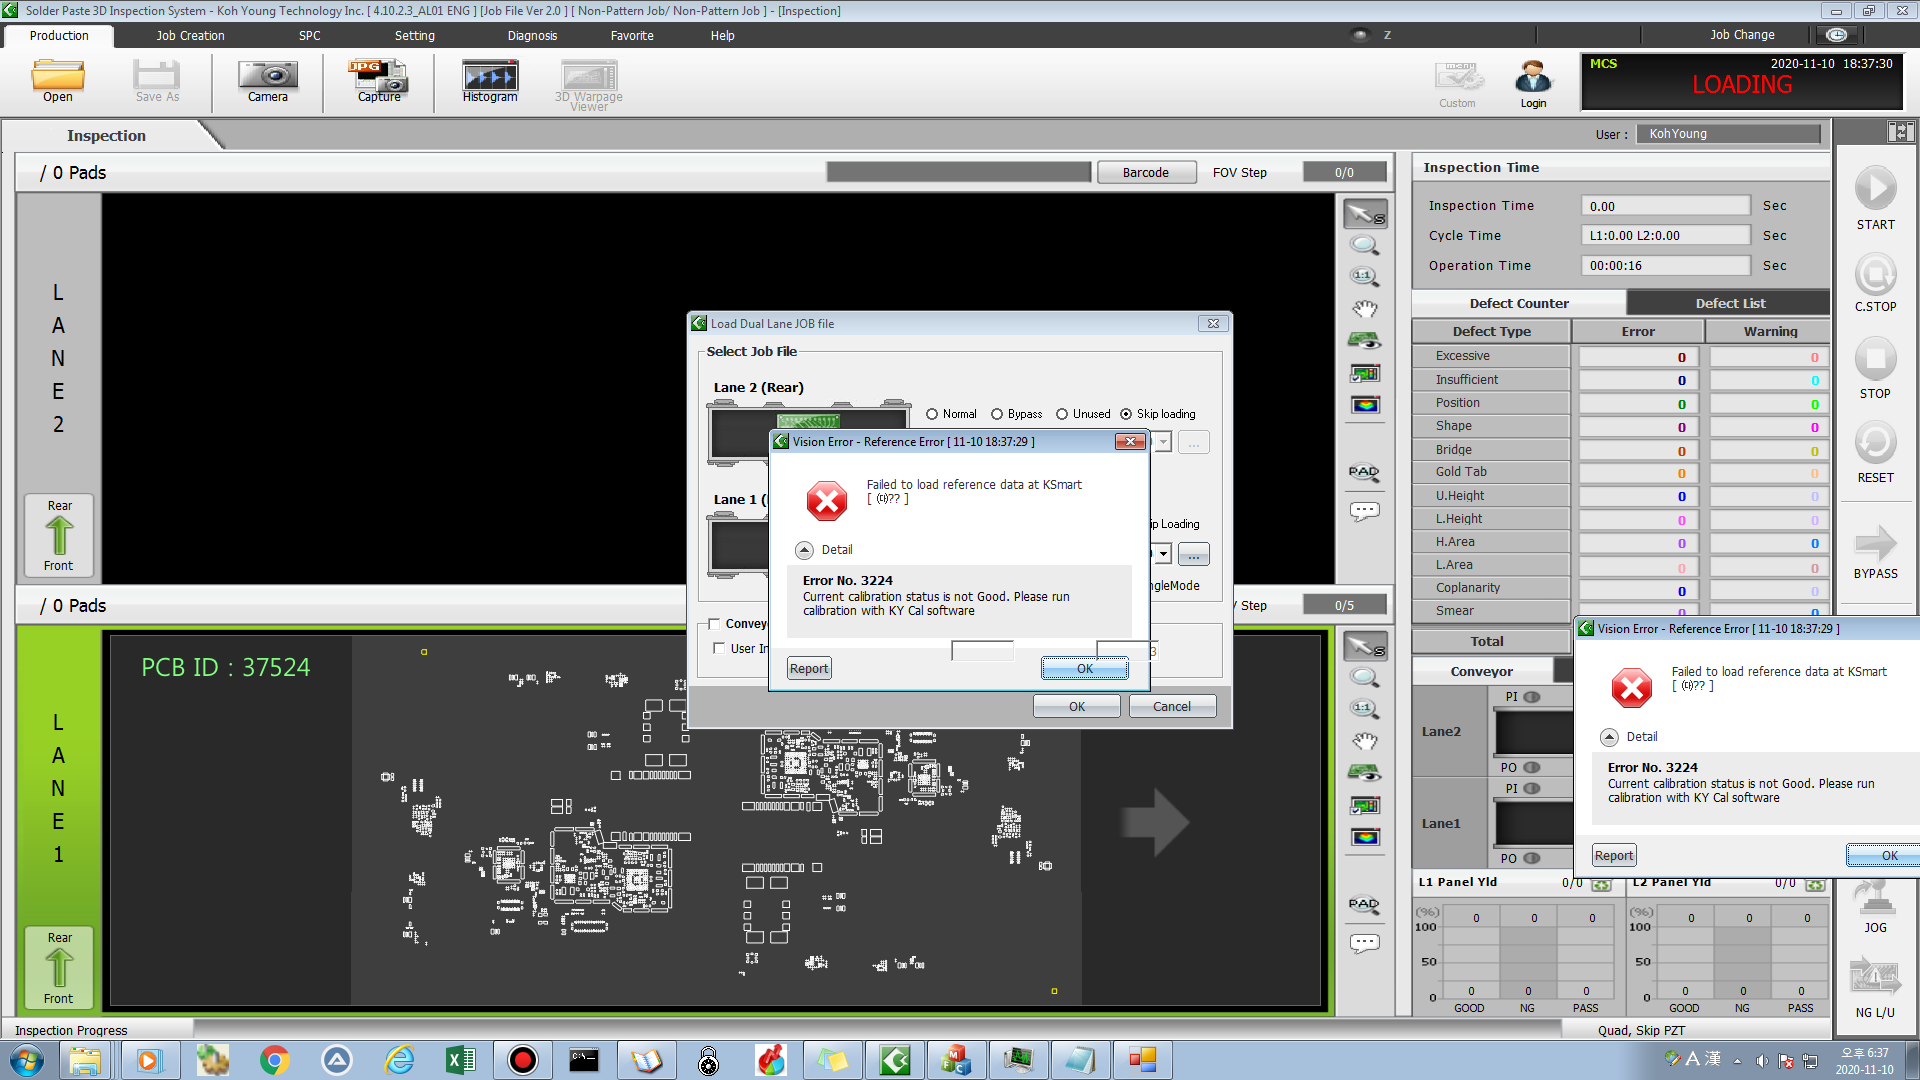 Solder Paste 3D Inspection System - Koh Young Technology Inc. [ 4.10.2.3_AL01 ENG ] [Job File Ver 2.0 ] [ Non-Pattern Job/ Non-Pattern Job ] - [Inspection]
Production Job Creation SPC Setting Diagnosis Favorite Help Z Job Change
Open Save As Camera JPG Capture Histogram 3D Warpage Viewer Custom Login
MCS 2020-11-10 18:37:30
LOADING
Inspection User : KohYoung
/ 0 Pads Barcode FOV Step 0/0
LANE2
Rear
Front
S
1:1
PAD
Load Dual Lane JOB file
Select Job File
Lane 2 (Rear)
Normal Bypass Unused Skip loading
...
Lane 1 (
ip Loading
...
ngleMode
Convey
User In
OK Cancel
Vision Error - Reference Error [ 11-10 18:37:29 ]
Failed to load reference data at KSmart
Detail
Error No. 3224
Current calibration status is not Good. Please run
calibration with KY Cal software
3
Report OK
/ 0 Pads Step 0/5
LANE1
Rear
Front
PCB ID : 37524
S
1:1
PAD
Inspection Time
Inspection Time 0.00 Sec
Cycle Time L1:0.00 L2:0.00 Sec
Operation Time 00:00:16 Sec
Defect Counter Defect List
Defect Type Error Warning
Excessive 0 0
Insufficient 0 0
Position 0 0
Shape 0 0
Bridge 0 0
Gold Tab 0 0
U.Height 0 0
L.Height 0 0
H.Area 0 0
L.Area 0 0
Coplanarity 0 0
Smear 0 0
Total
Conveyor
Lane2 PI
PO
Lane1 PI
PO
Vision Error - Reference Error [ 11-10 18:37:29 ]
Failed to load reference data at KSmart
Detail
Error No. 3224
Current calibration status is not Good. Please run
calibration with KY Cal software
Report OK
L1 Panel Yld 0/0 L2 Panel Yld 0/0
(%) 0 0 0 (%) 0 0 0
100 100
50 50
0 0 0 0 0 0 0 0
GOOD NG PASS GOOD NG PASS
START
C.STOP
STOP
RESET
BYPASS
JOG
NG L/U
Inspection Progress Quad, Skip PZT
C:\
A 漢
오후 6:37
2020-11-10